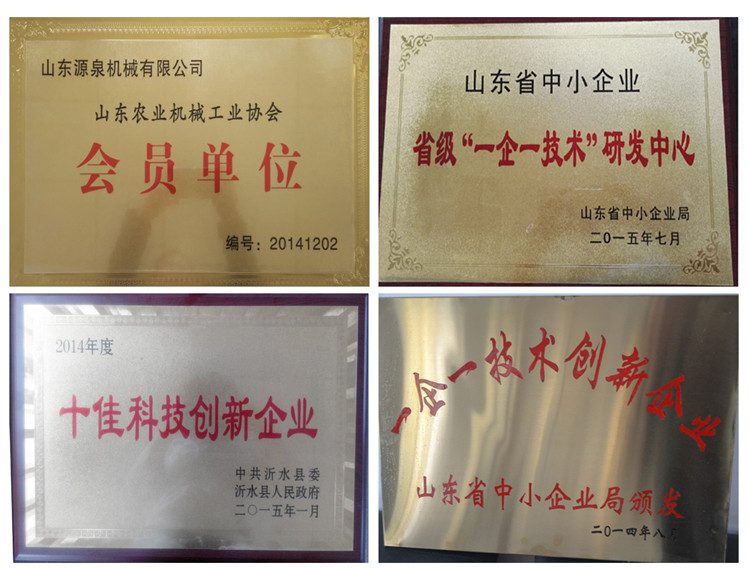 山东源泉机械有限公司
山东农业机械工业协会
会员单位
编号：20141202
山东省中小企业
省级“一企一技术”研发中心
山东省中小企业局
二〇一五年七月
2014年度
十佳科技创新企业
中共沂水县委
沂水县人民政府
二〇一五年一月
一企一技术创新企业
山东省中小企业局颁发
二〇一四年八月